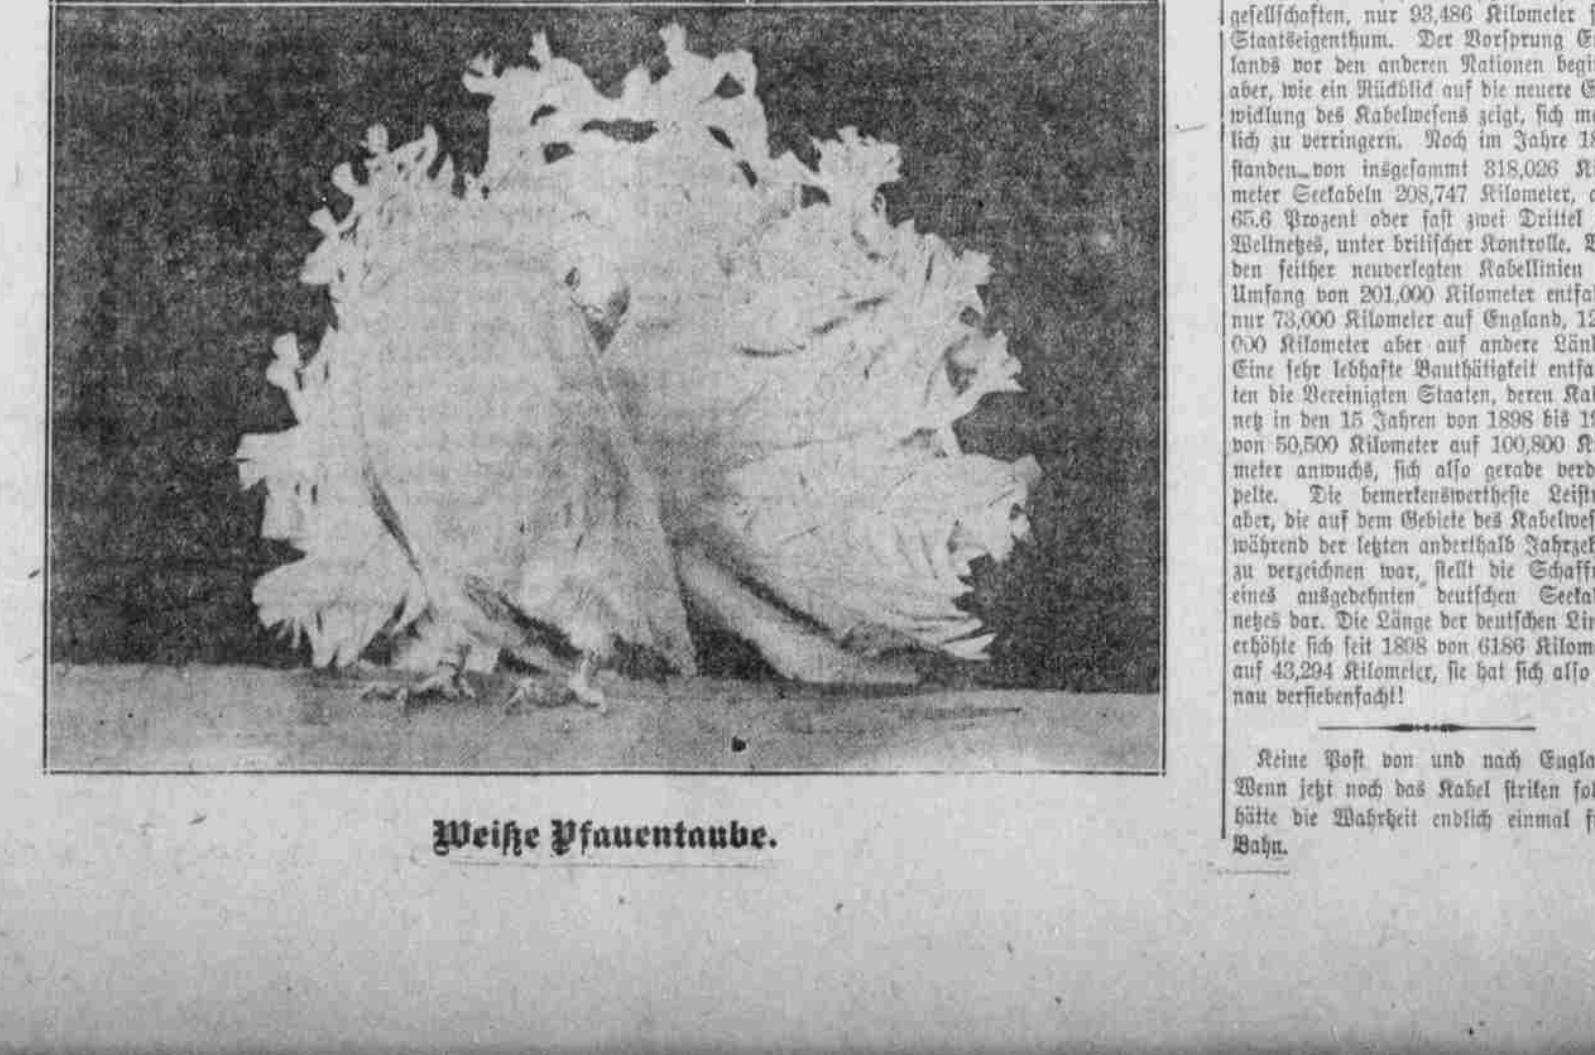 Weiße Pfauentaube.
gesellschaften, nur 93,486 Kilometer
Staatseigenthum. Der Vorsprung
lands vor den anderen Nationen
aber, wie ein Rückblick auf die neuere
wicklung des Kabelwesens zeigt, sich
lich zu verringern. Noch im Jahre
standen von insgesammt 318,026
meter Seekabeln 208,747 Kilometer,
65.6 Prozent oder fast zwei Drittel
Weltnetzes, unter britischer Kontrolle.
den seither neuverlegten Kabellinien
Umfang von 201,000 Kilometer
nur 73,000 Kilometer auf England,
000 Kilometer aber auf andere
Eine sehr lebhafte Bauthätigkeit
ten die Vereinigten Staaten, deren
netz in den 15 Jahren von 1898 bis
von 50,500 Kilometer auf 100,800
meter anwuchs, sich also gerade
pelte. Die bemerkenswertheste
aber, die auf dem Gebiete des
während der letzten anderthalb
zu verzeichnen war, stellt die
eines ausgedehnten deutschen
netzes dar. Die Länge der deutschen
erhöhte sich seit 1898 von 6186
auf 43,294 Kilometer, sie hat sich also
nau versiebenfacht!
Keine Post von und nach
Wenn jetzt noch das Kabel striken
hätte die Wahrheit endlich einmal
Bahn.